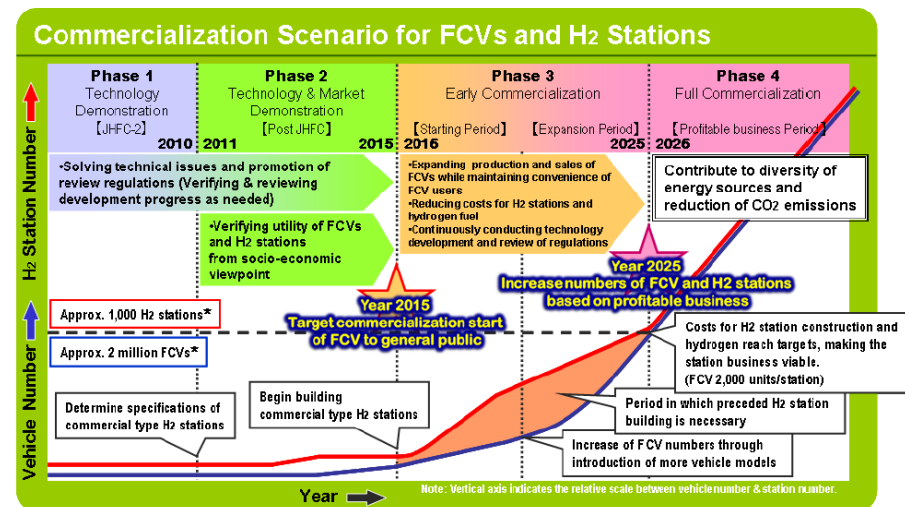 Commercialization Scenario for FCVs and H2 Stations
Phase 1
Technology
Demonstration
【JHFC-2】
2010
Phase 2
Technology & Market
Demonstration
【Post JHFC】
2011
2015
Phase 3
Early Commercialization
【Starting Period】
【Expansion Period】
2016
2025
Phase 4
Full Commercialization
【Profitable business Period】
2026
H2 Station Number
Vehicle Number
•Solving technical issues and promotion of
review regulations (Verifying & reviewing
development progress as needed)
•Verifying utility of FCVs
and H2 stations
from socio-economic
viewpoint
•Expanding production and sales of
FCVs while maintaining convenience of
FCV users
•Reducing costs for H2 stations and
hydrogen fuel
•Continuously conducting technology
development and review of regulations
Contribute to diversity of
energy sources and
reduction of CO2 emissions
Year 2015
Target commercialization start
of FCV to general public
Year 2025
Increase numbers of FCV and H2 stations
based on profitable business
Approx. 1,000 H2 stations*
Approx. 2 million FCVs*
Determine specifications of
commercial type H2 stations
Begin building
commercial type H2 stations
Costs for H2 station construction and
hydrogen reach targets, making the
station business viable.
(FCV 2,000 units/station)
Period in which preceded H2 station
building is necessary
Increase of FCV numbers through
introduction of more vehicle models
Year
Note: Vertical axis indicates the relative scale between vehicle number & station number.